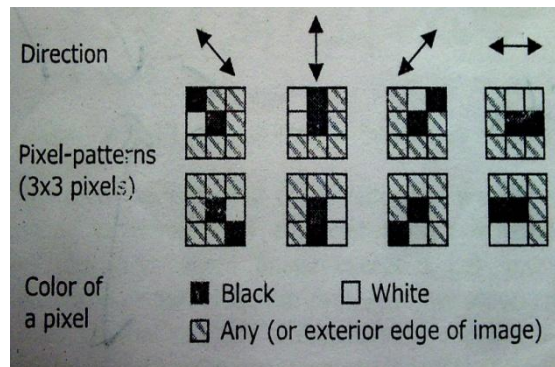 Direction
Pixel-patterns
(3x3 pixels)
Color of
a pixel
Black
White
Any (or exterior edge of image)